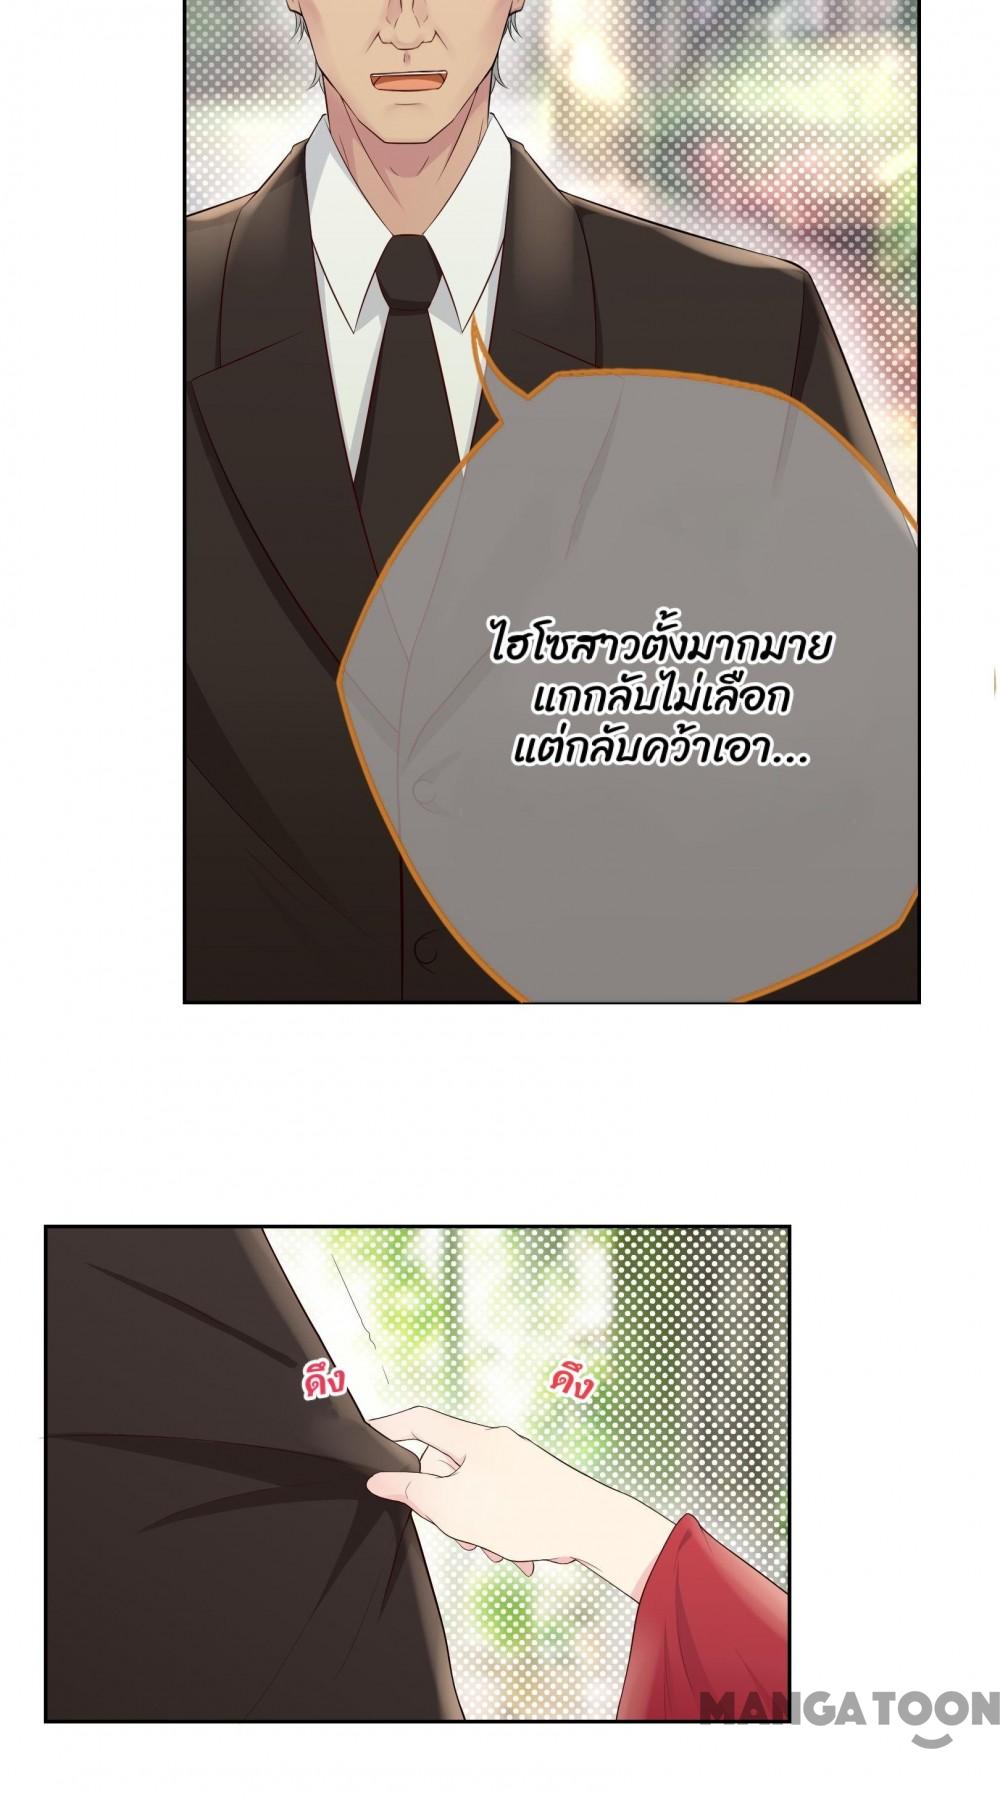 ไฮโซสาวตั้งมากมาย
แกกลับไม่เลือก
แต่กลับคว้าเอา...
ดึง
ดึง
MANGATOON